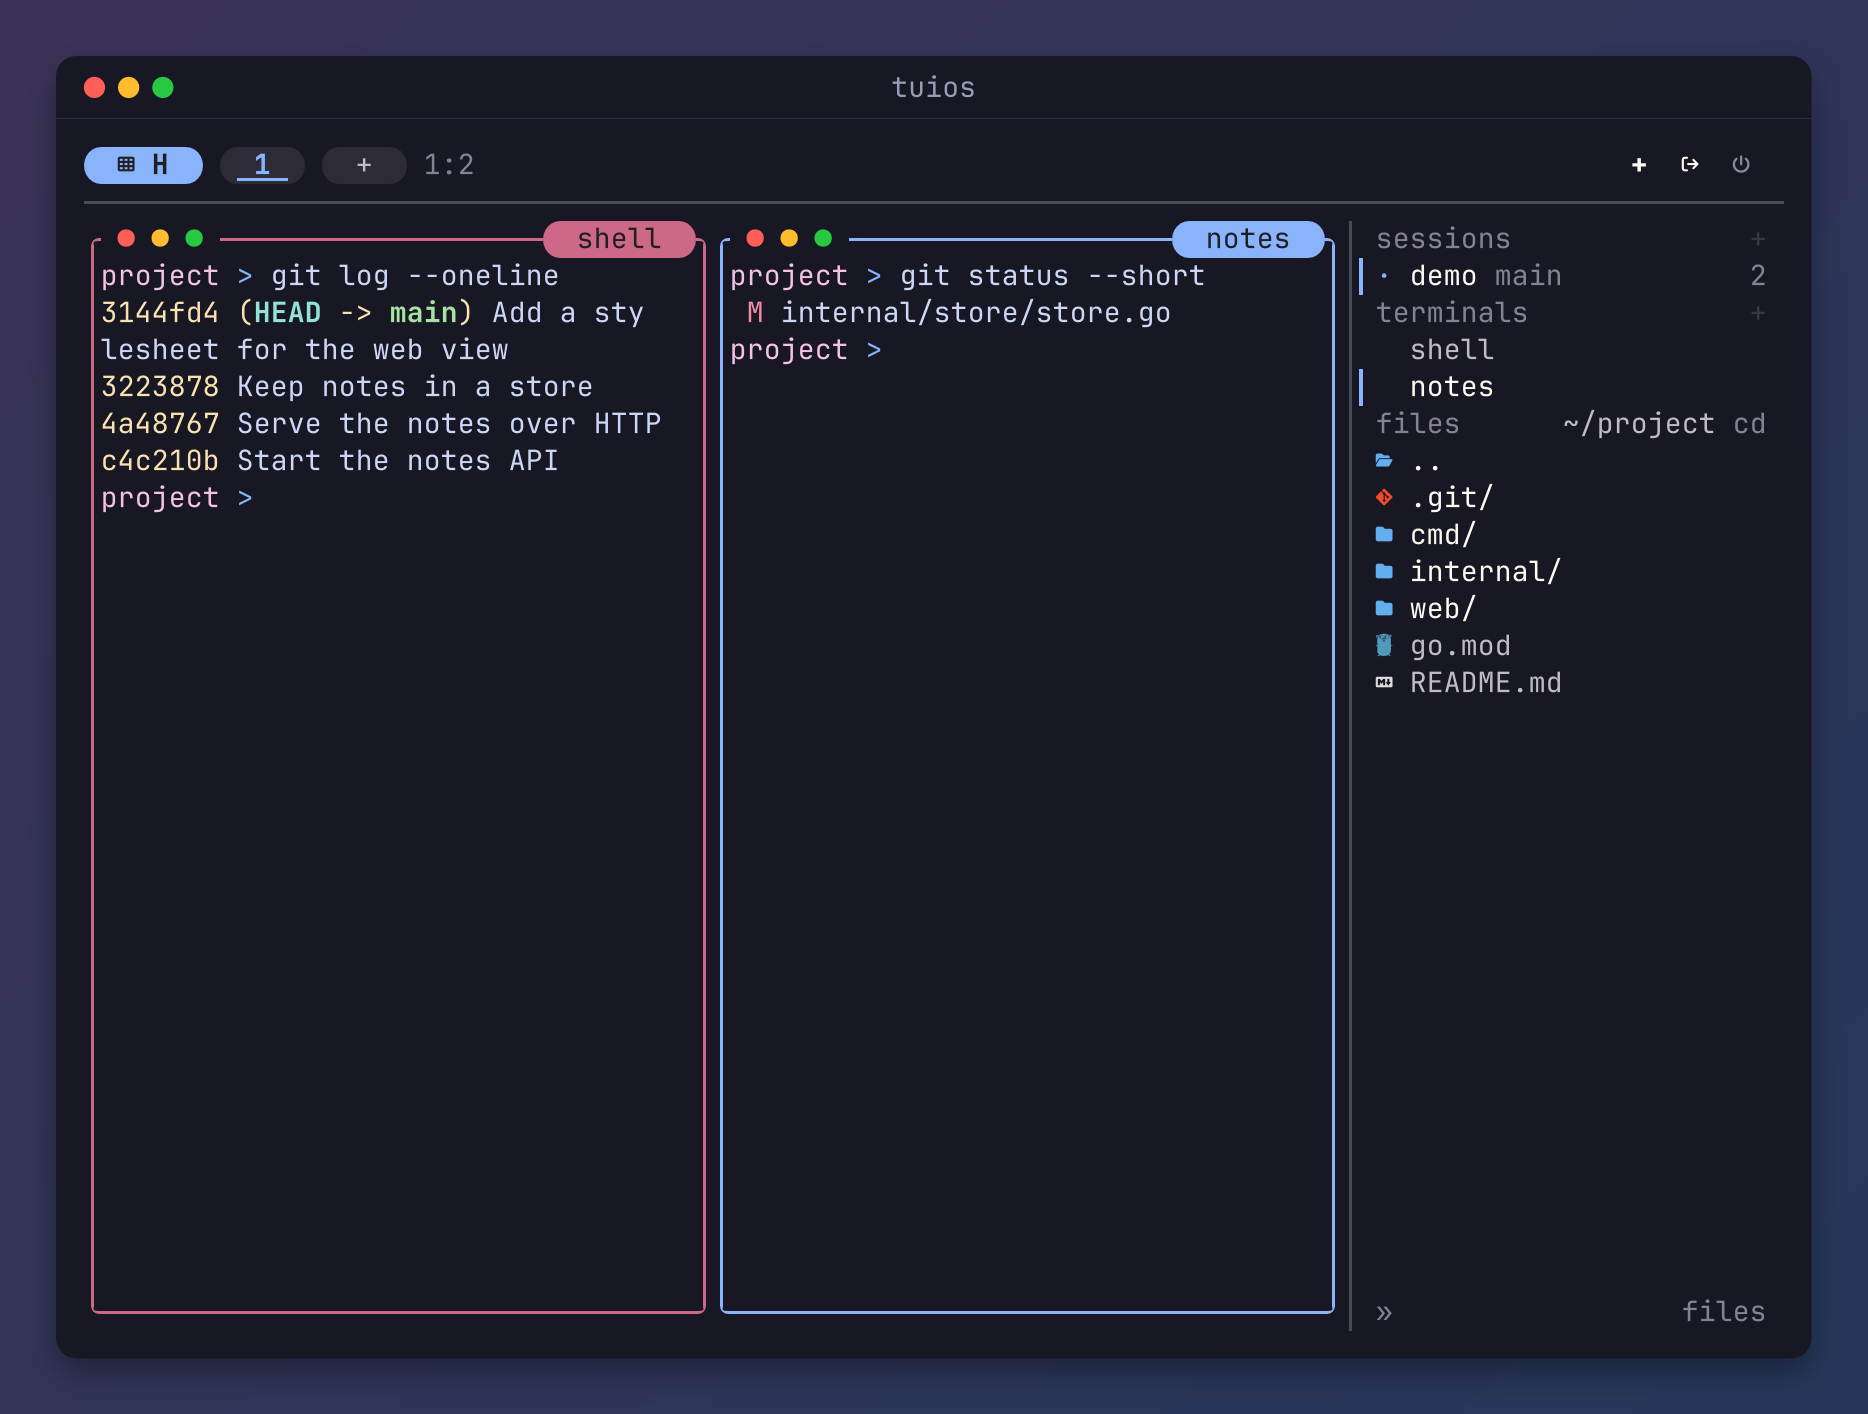 tuios
H 1 + 1:2
shell
project > git log --oneline
3144fd4 (HEAD -> main) Add a sty
lesheet for the web view
3223878 Keep notes in a store
4a48767 Serve the notes over HTTP
c4c210b Start the notes API
project >
notes
project > git status --short
M internal/store/store.go
project >
sessions +
· demo main 2
terminals +
shell
notes
files ~/project cd
..
.git/
cmd/
internal/
web/
go.mod
README.md
» files